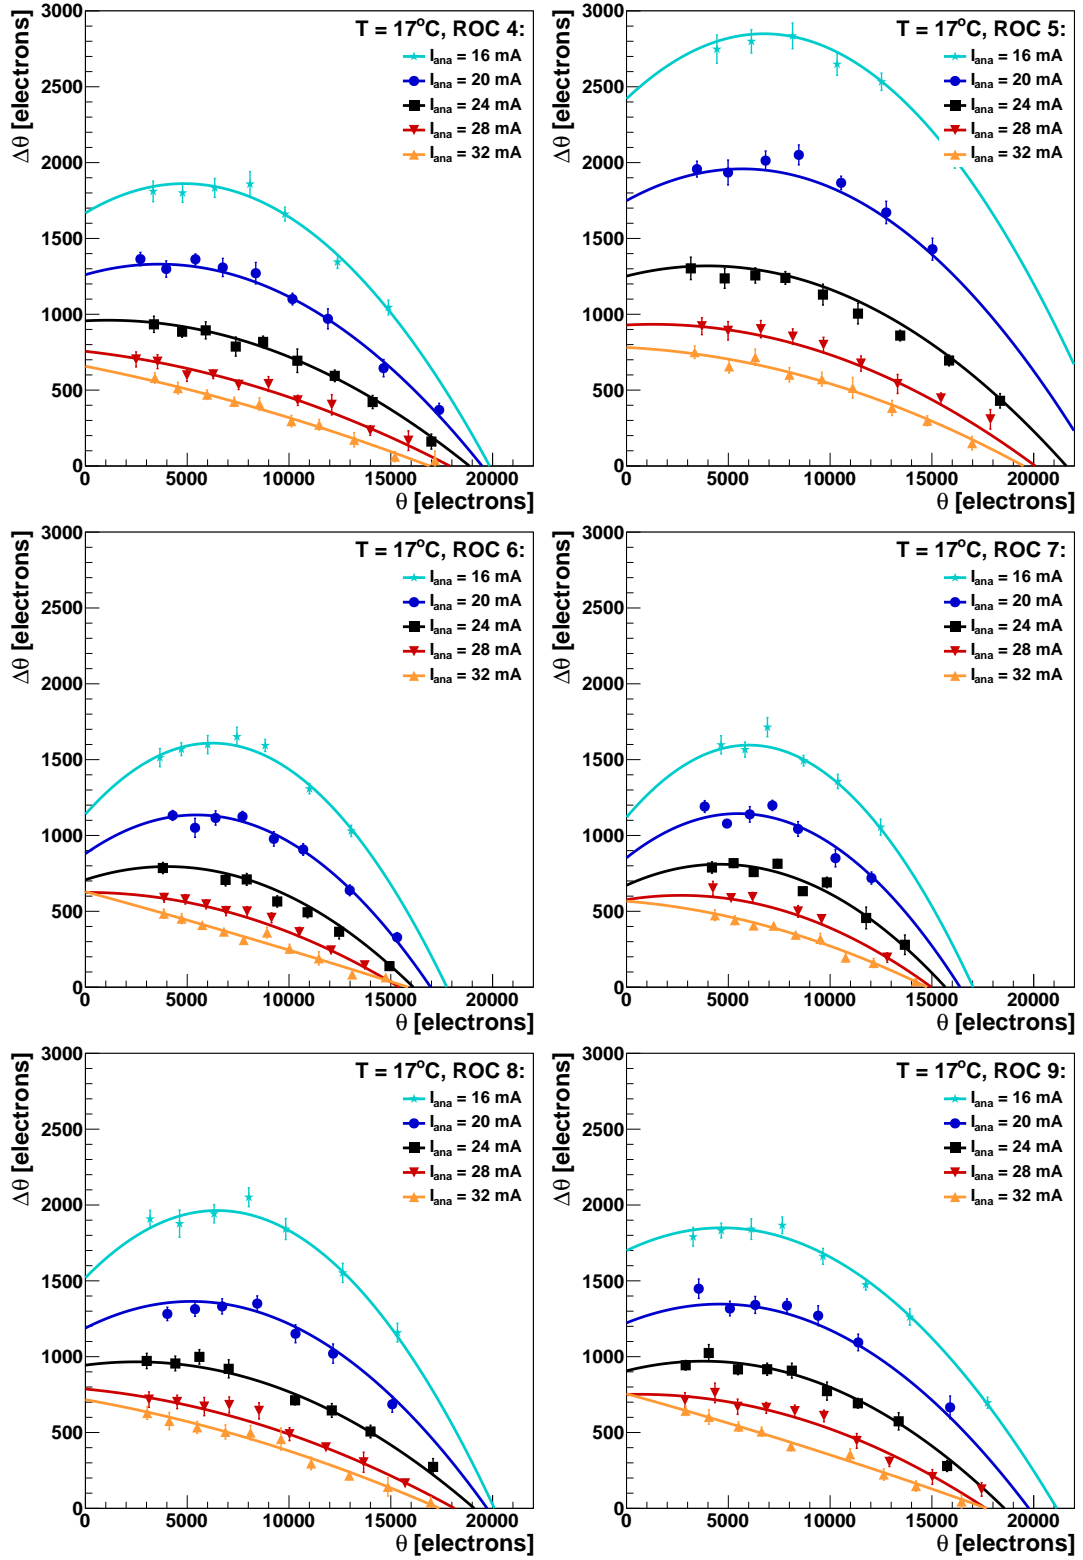 T = 17°C, ROC 4:
I_ana = 16 mA
I_ana = 20 mA
I_ana = 24 mA
I_ana = 28 mA
I_ana = 32 mA
Δθ [electrons]
3000
2500
2000
1500
1000
500
0
0 5000 10000 15000 20000
θ [electrons]
T = 17°C, ROC 5:
I_ana = 16 mA
I_ana = 20 mA
I_ana = 24 mA
I_ana = 28 mA
I_ana = 32 mA
Δθ [electrons]
3000
2500
2000
1500
1000
500
0
0 5000 10000 15000 20000
θ [electrons]
T = 17°C, ROC 6:
I_ana = 16 mA
I_ana = 20 mA
I_ana = 24 mA
I_ana = 28 mA
I_ana = 32 mA
Δθ [electrons]
3000
2500
2000
1500
1000
500
0
0 5000 10000 15000 20000
θ [electrons]
T = 17°C, ROC 7:
I_ana = 16 mA
I_ana = 20 mA
I_ana = 24 mA
I_ana = 28 mA
I_ana = 32 mA
Δθ [electrons]
3000
2500
2000
1500
1000
500
0
0 5000 10000 15000 20000
θ [electrons]
T = 17°C, ROC 8:
I_ana = 16 mA
I_ana = 20 mA
I_ana = 24 mA
I_ana = 28 mA
I_ana = 32 mA
Δθ [electrons]
3000
2500
2000
1500
1000
500
0
0 5000 10000 15000 20000
θ [electrons]
T = 17°C, ROC 9:
I_ana = 16 mA
I_ana = 20 mA
I_ana = 24 mA
I_ana = 28 mA
I_ana = 32 mA
Δθ [electrons]
3000
2500
2000
1500
1000
500
0
0 5000 10000 15000 20000
θ [electrons]